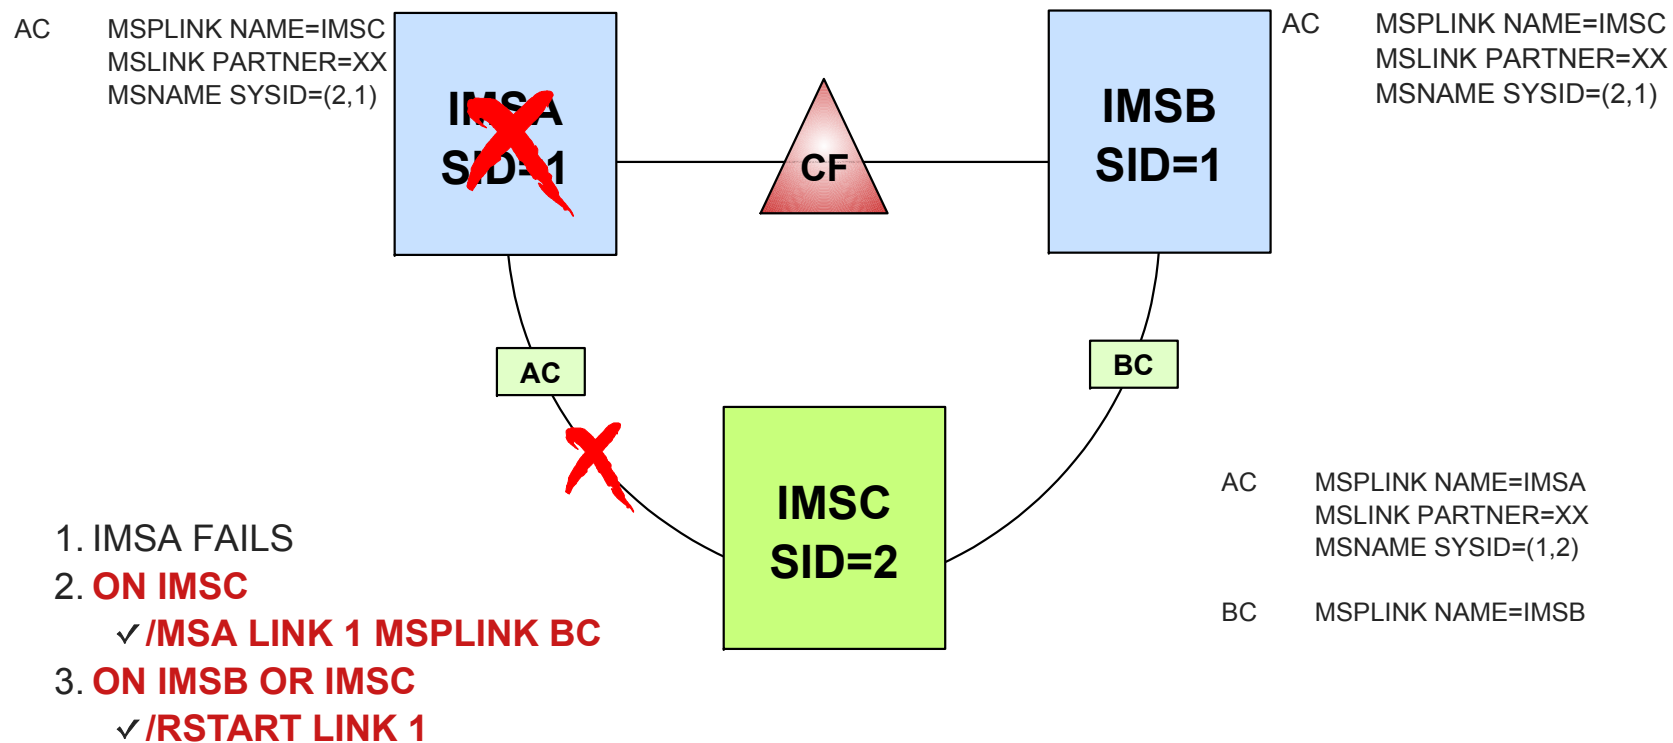 AC MSPLINK NAME=IMSC
MSLINK PARTNER=XX
MSNAME SYSID=(2,1)
IMSA
SID=1
CF
IMSB
SID=1
AC MSPLINK NAME=IMSC
MSLINK PARTNER=XX
MSNAME SYSID=(2,1)
AC
BC
IMSC
SID=2
AC MSPLINK NAME=IMSA
MSLINK PARTNER=XX
MSNAME SYSID=(1,2)
BC MSPLINK NAME=IMSB
1. IMSA FAILS
2. ON IMSC
✓/MSA LINK 1 MSPLINK BC
3. ON IMSB OR IMSC
✓/RSTART LINK 1